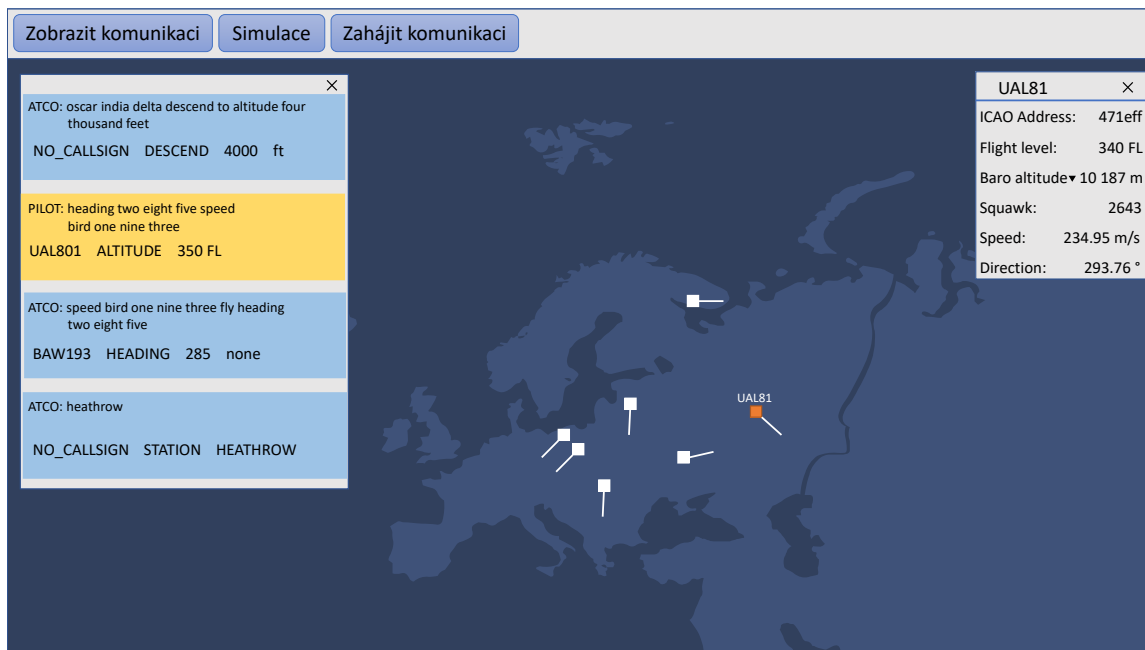 Zobrazit komunikaci Simulace Zahájit komunikaci
ATCO: oscar india delta descend to altitude four
thousand feet
NO_CALLSIGN DESCEND 4000 ft
PILOT: heading two eight five speed
bird one nine three
UAL801 ALTITUDE 350 FL
ATCO: speed bird one nine three fly heading
two eight five
BAW193 HEADING 285 none
ATCO: heathrow
NO_CALLSIGN STATION HEATHROW
UAL81
UAL81
ICAO Address: 471eff
Flight level: 340 FL
Baro altitude 10 187 m
Squawk: 2643
Speed: 234.95 m/s
Direction: 293.76 °